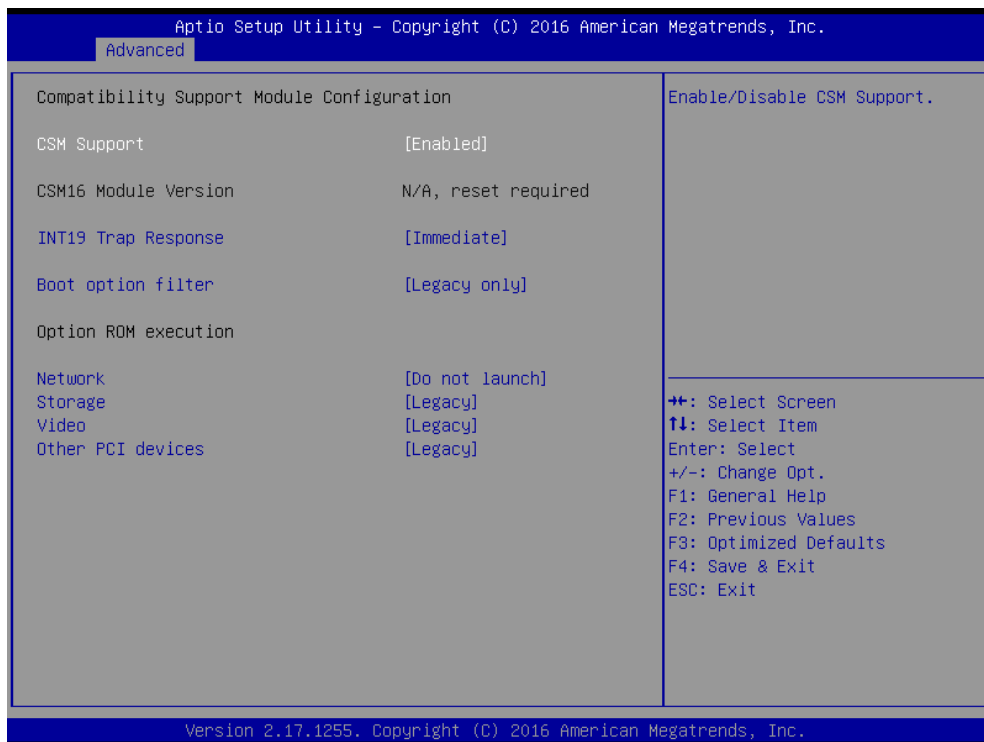 Aptio Setup Utility – Copyright (C) 2016 American Megatrends, Inc.
Advanced
Compatibility Support Module Configuration
CSM Support [Enabled]
CSM16 Module Version N/A, reset required
INT19 Trap Response [Immediate]
Boot option filter [Legacy only]
Option ROM execution
Network [Do not launch]
Storage [Legacy]
Video [Legacy]
Other PCI devices [Legacy]
Enable/Disable CSM Support.
→←: Select Screen
↑↓: Select Item
Enter: Select
+/-: Change Opt.
F1: General Help
F2: Previous Values
F3: Optimized Defaults
F4: Save & Exit
ESC: Exit
Version 2.17.1255. Copyright (C) 2016 American Megatrends, Inc.